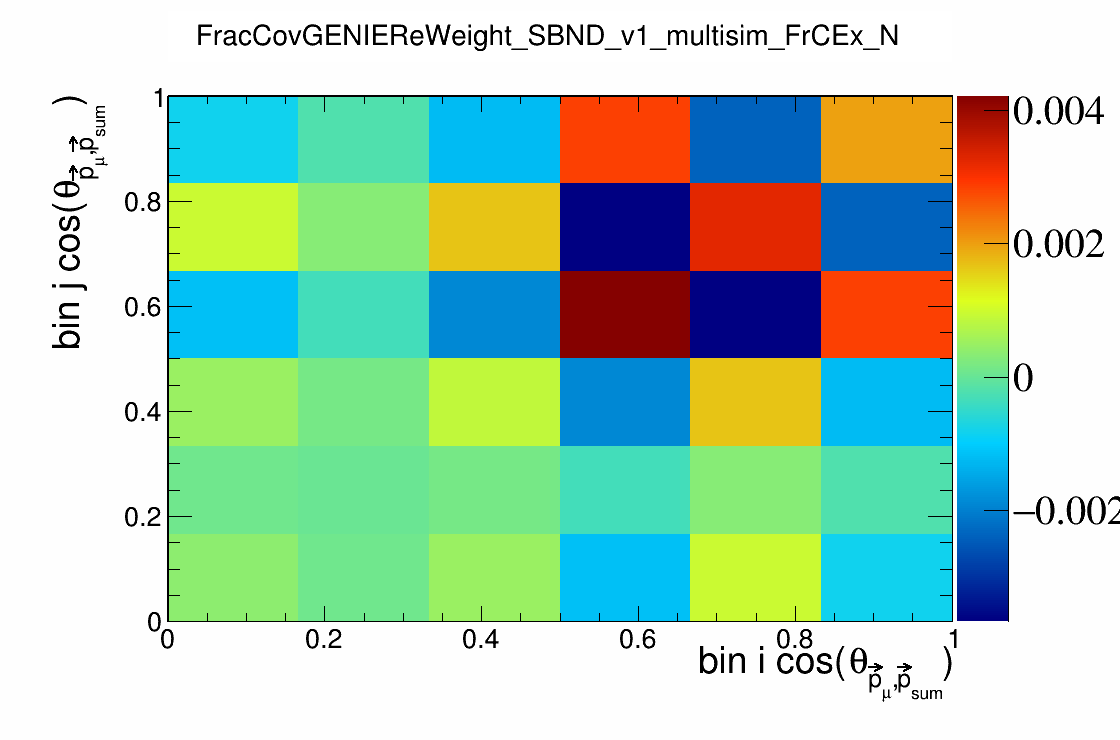 FracCovGENIEReWeight_SBND_v1_multisim_FrCEx_N
bin j cos(θp⃗μ,p⃗sum)
1
0.8
0.6
0.4
0.2
0
0 0.2 0.4 0.6 0.8 1
bin i cos(θp⃗μ,p⃗sum)
0.004
0.002
0
−0.002